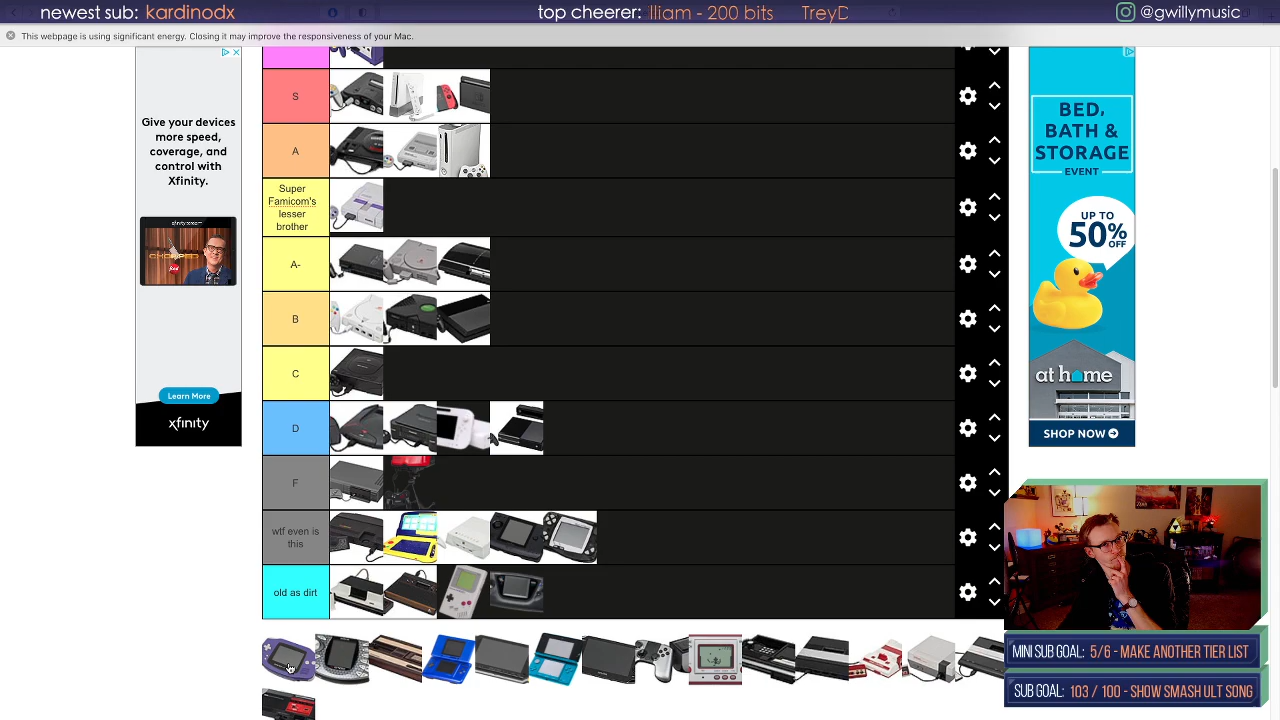 newest sub: kardinodx
top cheerer: lliam - 200 bits TreyD
@gwillymusic
This webpage is using significant energy. Closing it may improve the responsiveness of your Mac.
Give your devices
more speed,
coverage, and
control with
Xfinity.
Learn More
xfinity
S
A
Super
Famicom's
lesser
brother
A-
B
C
D
F
wtf even is
this
old as dirt
BED,
BATH &
STORAGE
EVENT
UP TO
50%
OFF
at home
SHOP NOW
MINI SUB GOAL: 5/6 - MAKE ANOTHER TIER LIST
SUB GOAL: 103 / 100 - SHOW SMASH ULT SONG